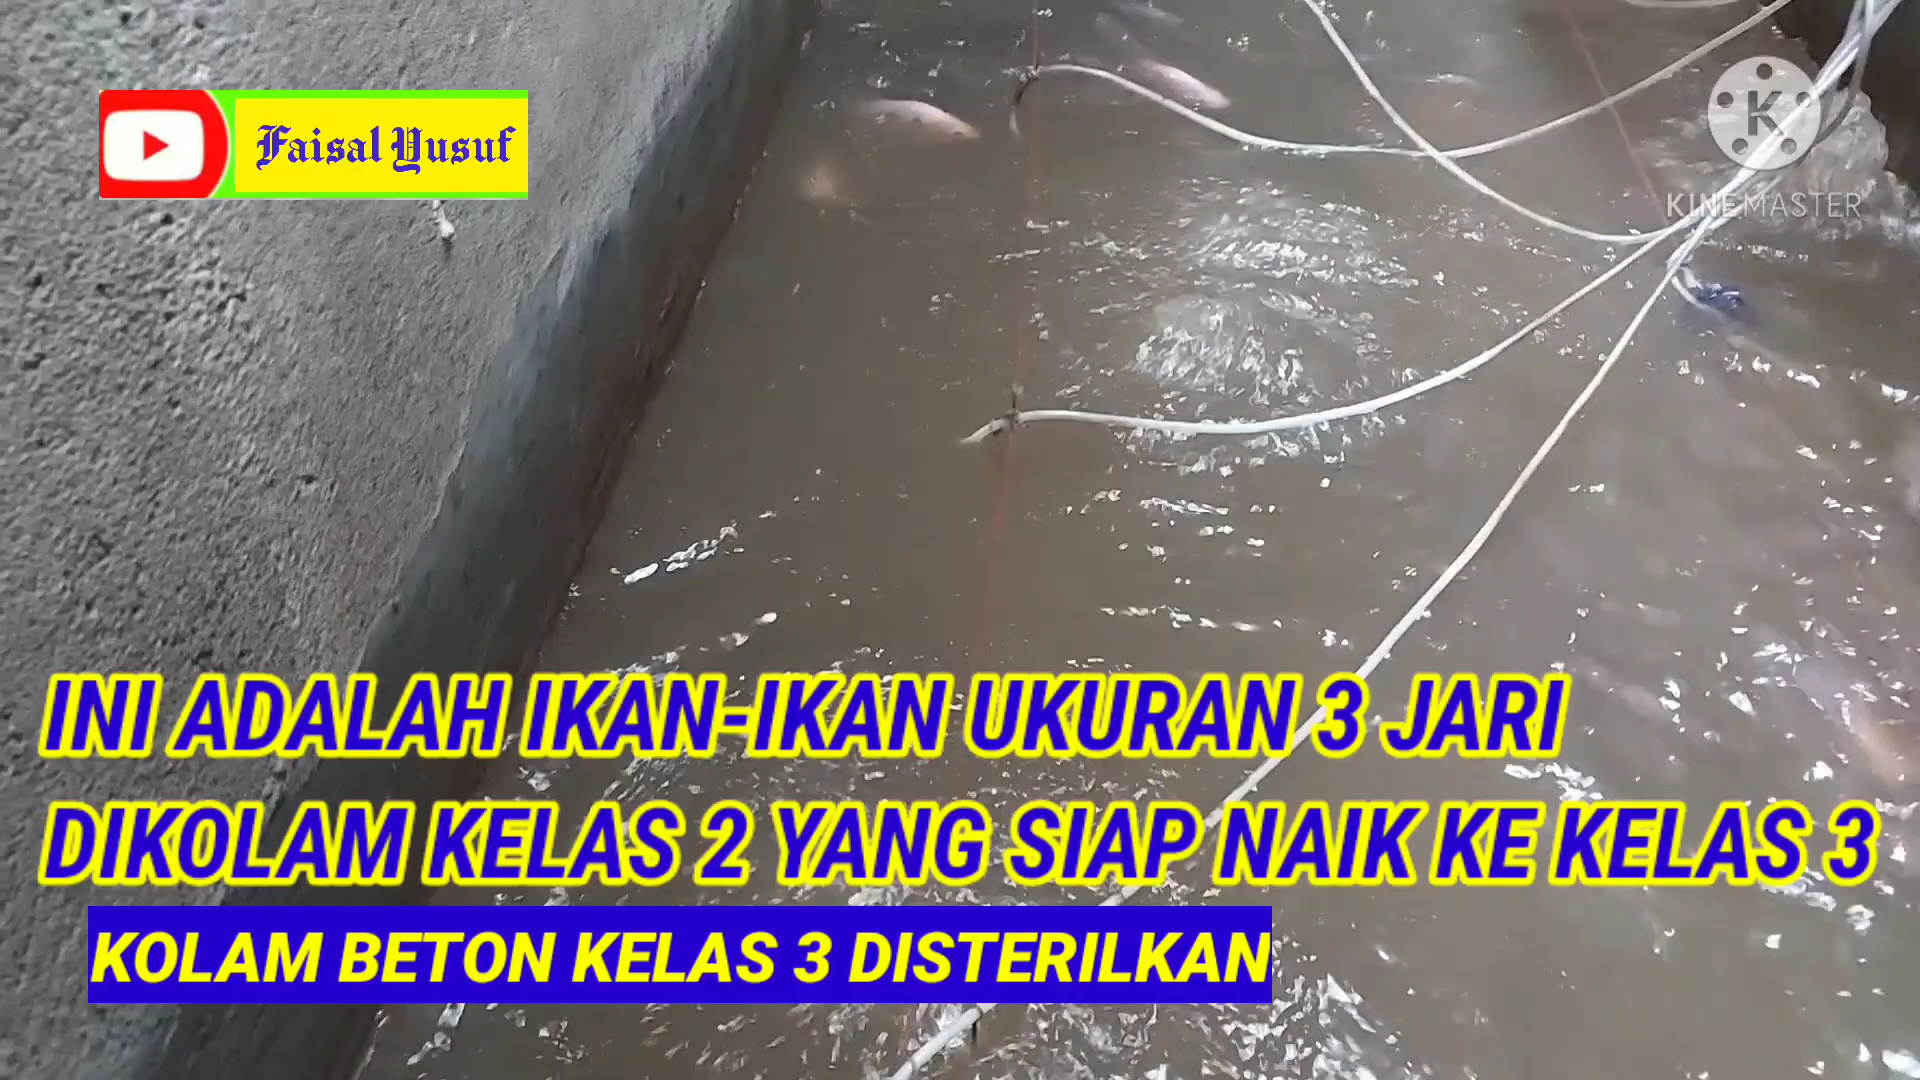 Faisal Yusuf
K
KINEMASTER
INI ADALAH IKAN-IKAN UKURAN 3 JARI
DIKOLAM KELAS 2 YANG SIAP NAIK KE KELAS 3
KOLAM BETON KELAS 3 DISTERILKAN